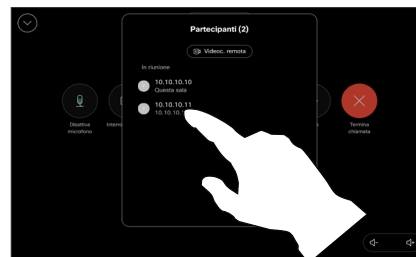 Partecipanti (2)
Videoc. remota
In riunione
10.10.10.10
Questa sala
10.10.10.11
10.10.10.
Disattiva
microfono
Interro
Termina
chiamata